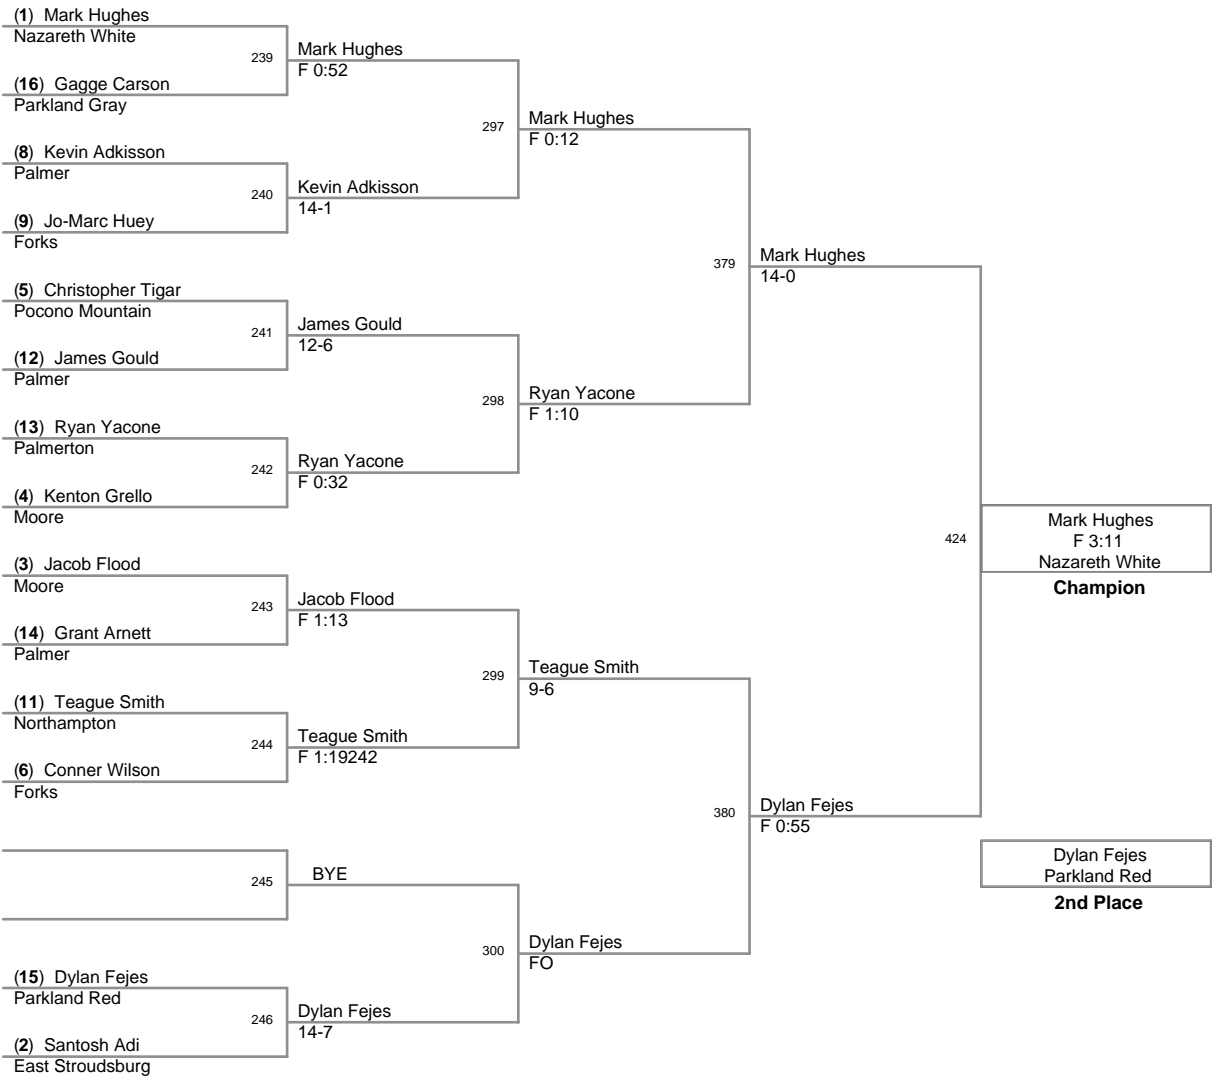 (1) Mark Hughes
Nazareth White
239
Mark Hughes
F 0:52
(16) Gagge Carson
Parkland Gray
297
Mark Hughes
F 0:12
(8) Kevin Adkisson
Palmer
240
Kevin Adkisson
14-1
(9) Jo-Marc Huey
Forks
379
Mark Hughes
14-0
(5) Christopher Tigar
Pocono Mountain
241
James Gould
12-6
(12) James Gould
Palmer
298
Ryan Yacone
F 1:10
(13) Ryan Yacone
Palmerton
242
Ryan Yacone
F 0:32
(4) Kenton Grello
Moore
424
Mark Hughes
F 3:11
Nazareth White
Champion
(3) Jacob Flood
Moore
243
Jacob Flood
F 1:13
(14) Grant Arnett
Palmer
299
Teague Smith
9-6
(11) Teague Smith
Northampton
244
Teague Smith
F 1:19242
(6) Conner Wilson
Forks
380
Dylan Fejes
F 0:55
245
BYE
Dylan Fejes
Parkland Red
2nd Place
300
Dylan Fejes
FO
(15) Dylan Fejes
Parkland Red
246
Dylan Fejes
14-7
(2) Santosh Adi
East Stroudsburg